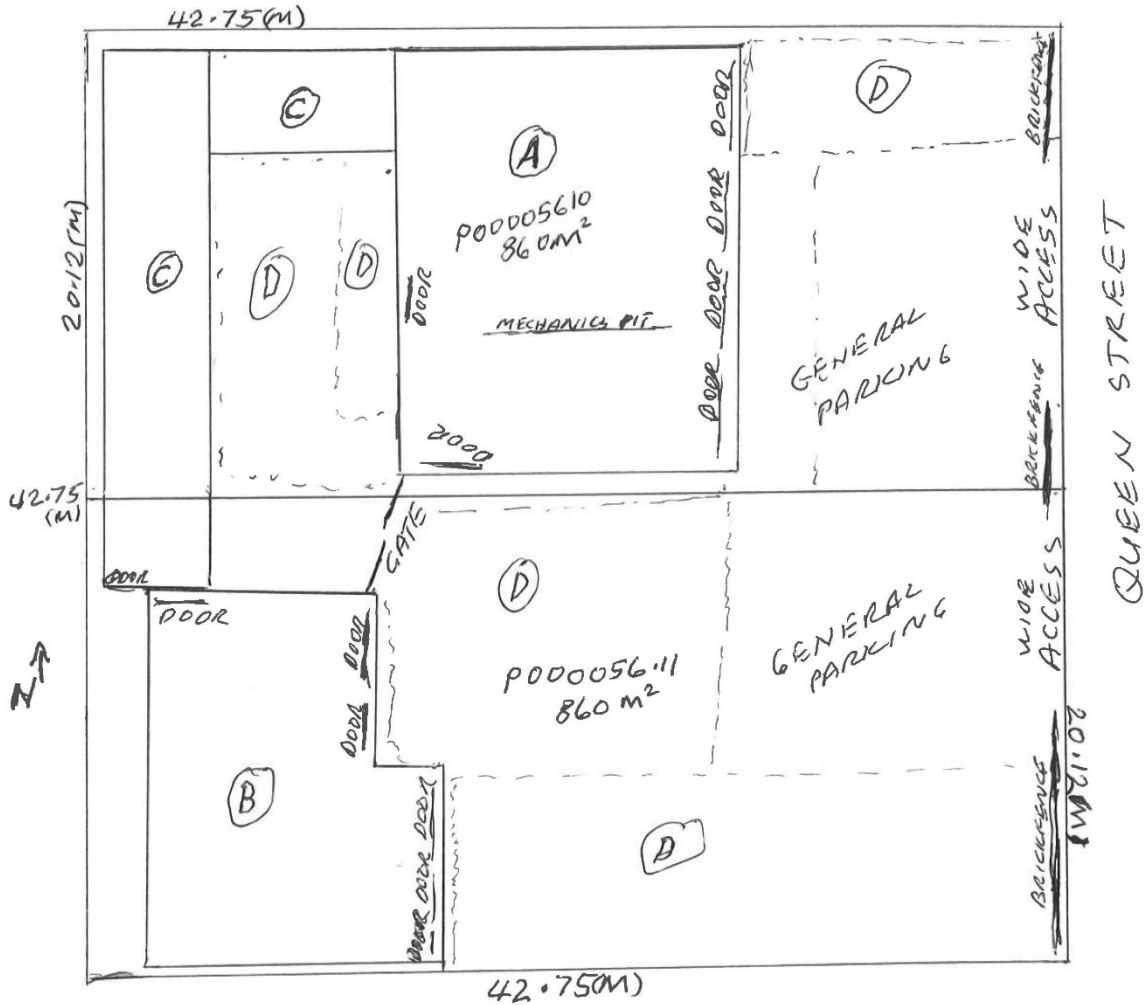 42.75(M)
C
D
BRICKFENCE
A
DOOR
P00005610
860M²
C
D
D
DOOR
20.12(M)
DOOR
MECHANICS PIT
DOOR
DOOR
WIDE
ACCESS
GENERAL
PARKING
QUEEN STREET
BRICKFENCE
DOOR
42.75
(M)
GATE
D
DOOR
DOOR
DOOR
DOOR
P000056.11
860 M²
GENERAL
PARKING
WIDE
ACCESS
N
B
DOOR DOOR DOOR
D
BRICKFENCE
20.12(M)
42.75(M)